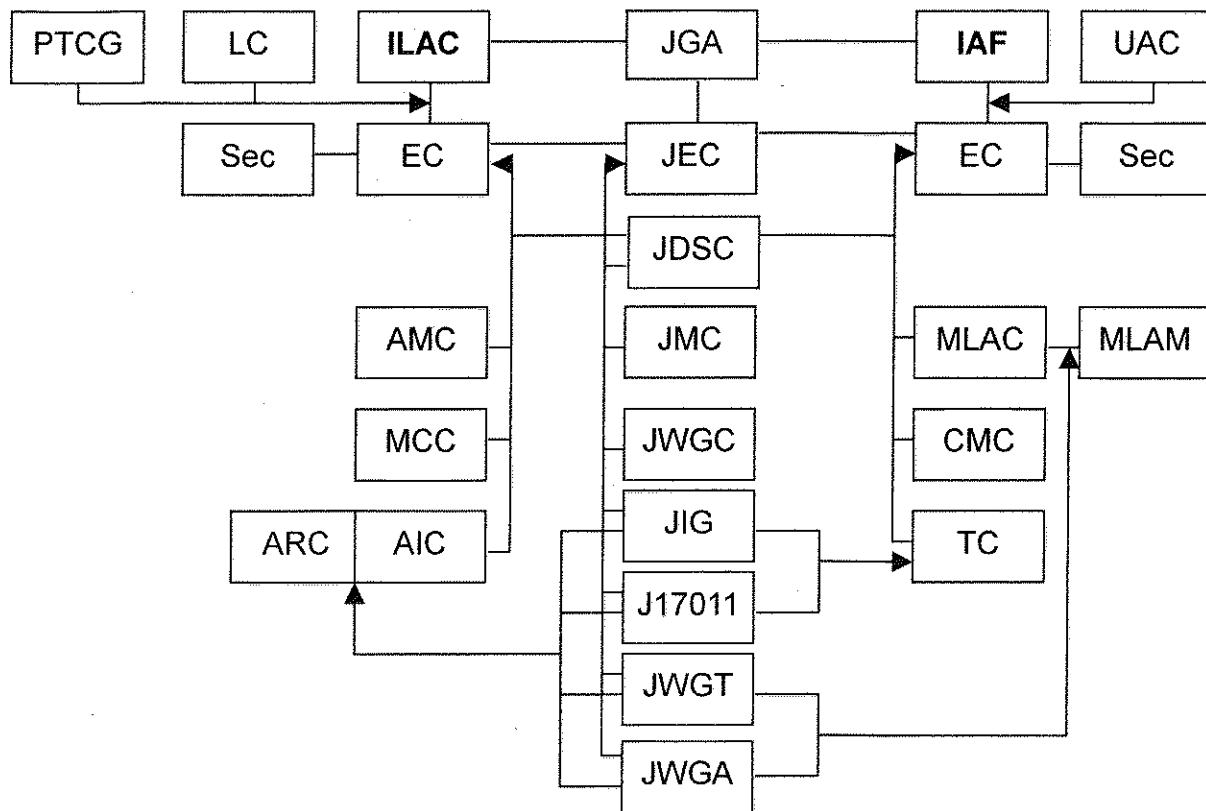 PTCG LC ILAC JGA IAF UAC
Sec EC JEC EC Sec
JDSC
AMC JMC MLAC MLAM
MCC JWGC CMC
ARC AIC JIG TC
J17011
JWGT
JWGA